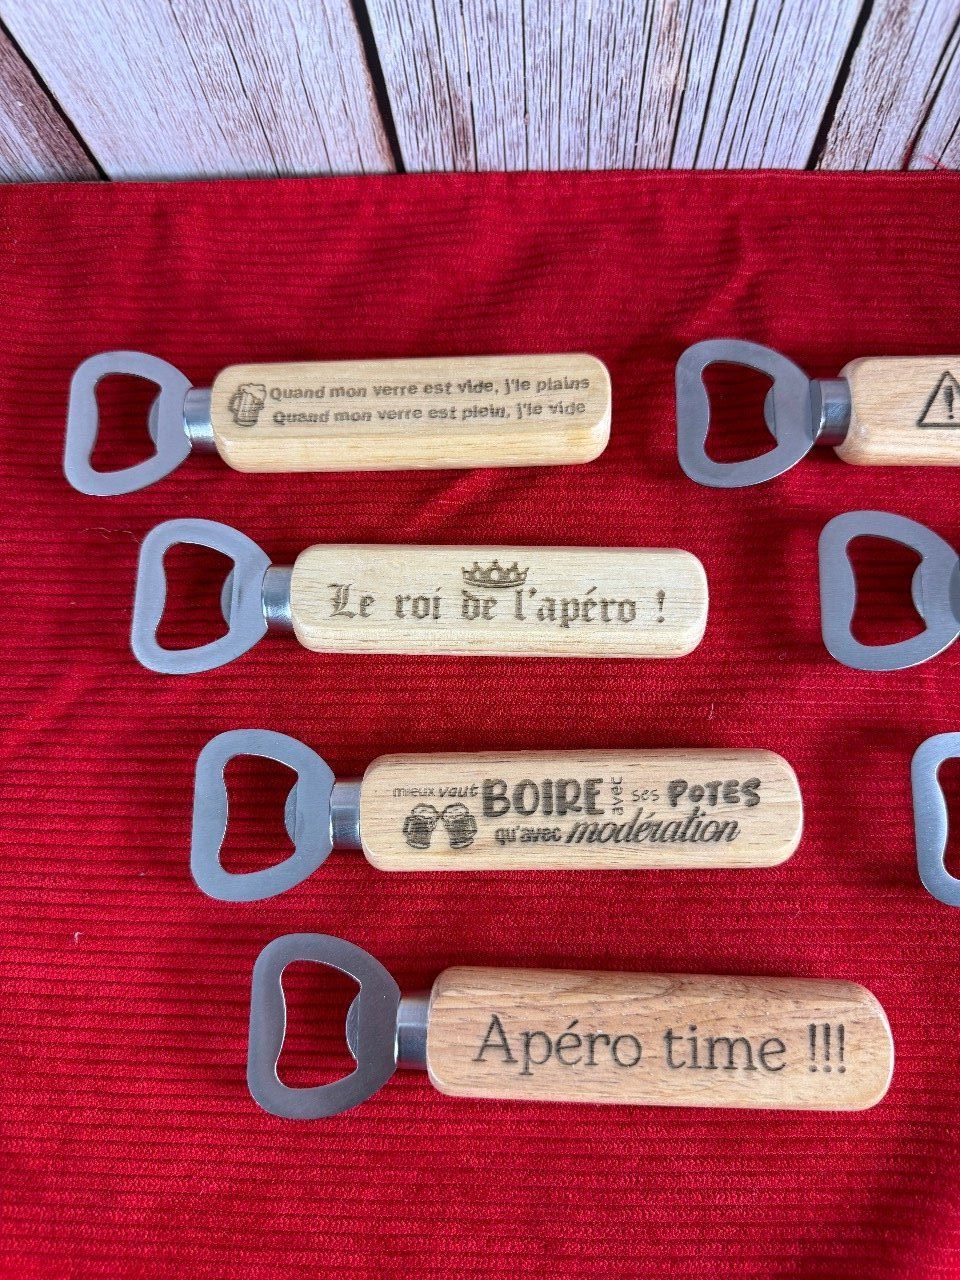 Quand mon verre est vide, j'le plains
Quand mon verre est plein, j'le vide
Le roi de l'apéro !
mieux vaut BOIRE avec ses POTES
qu'avec modération
Apéro time !!!